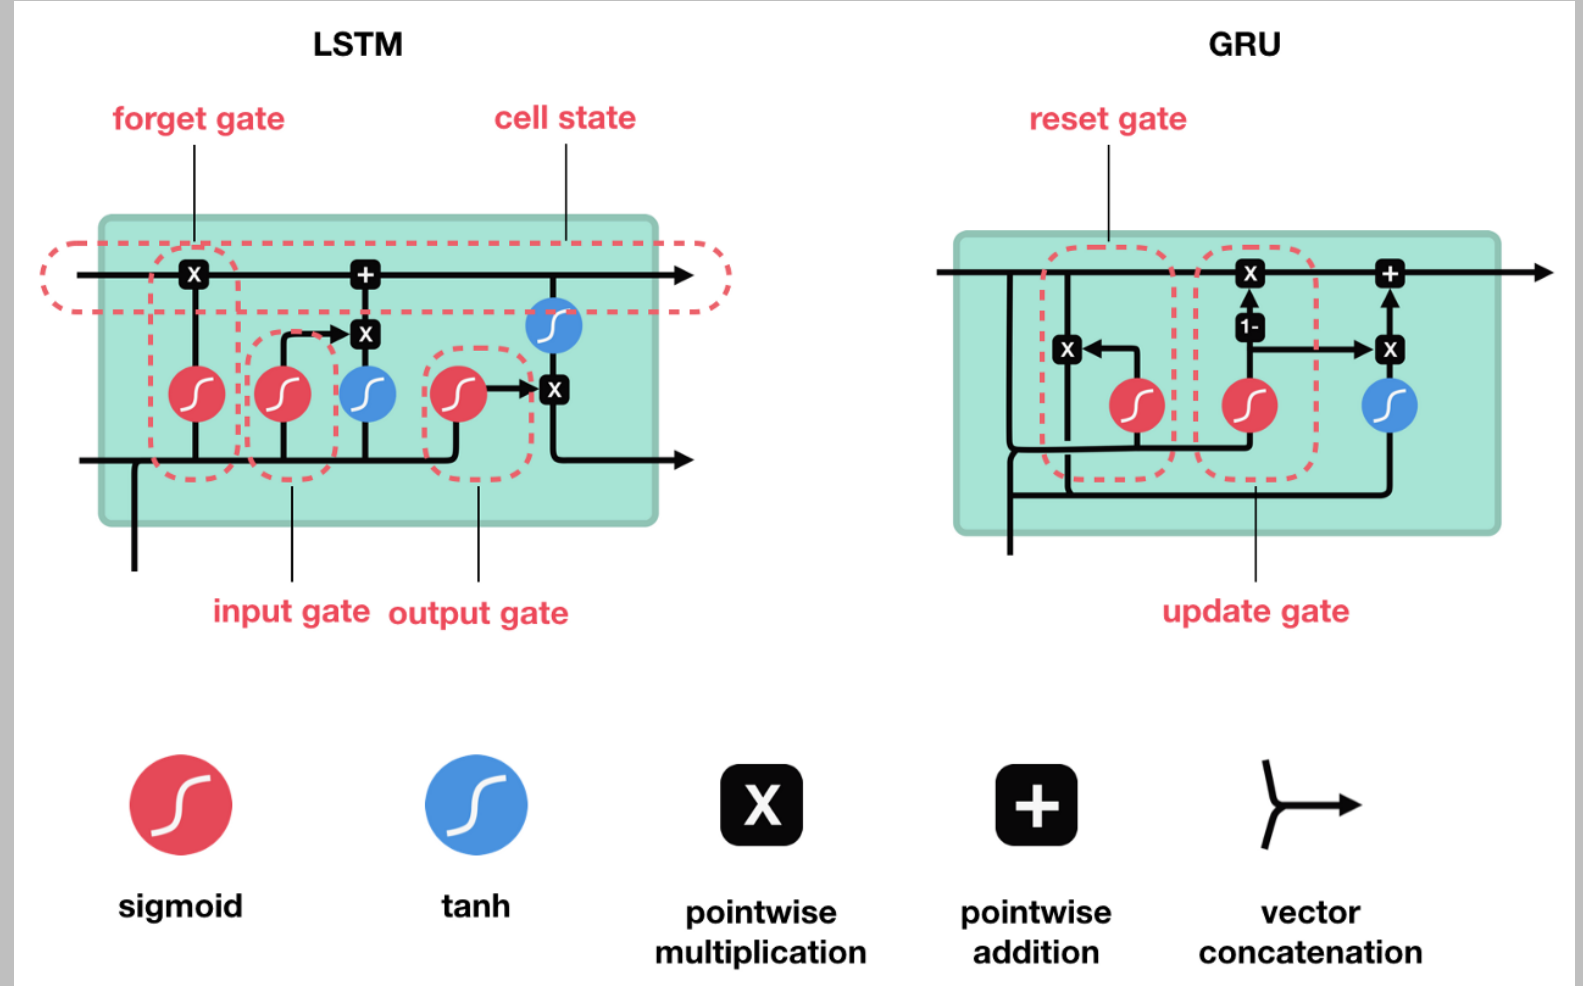 LSTM
GRU
forget gate
cell state
reset gate
X
+
X
X
X
+
1-
X
X
input gate
output gate
update gate
X
+
sigmoid
tanh
pointwise
multiplication
pointwise
addition
vector
concatenation